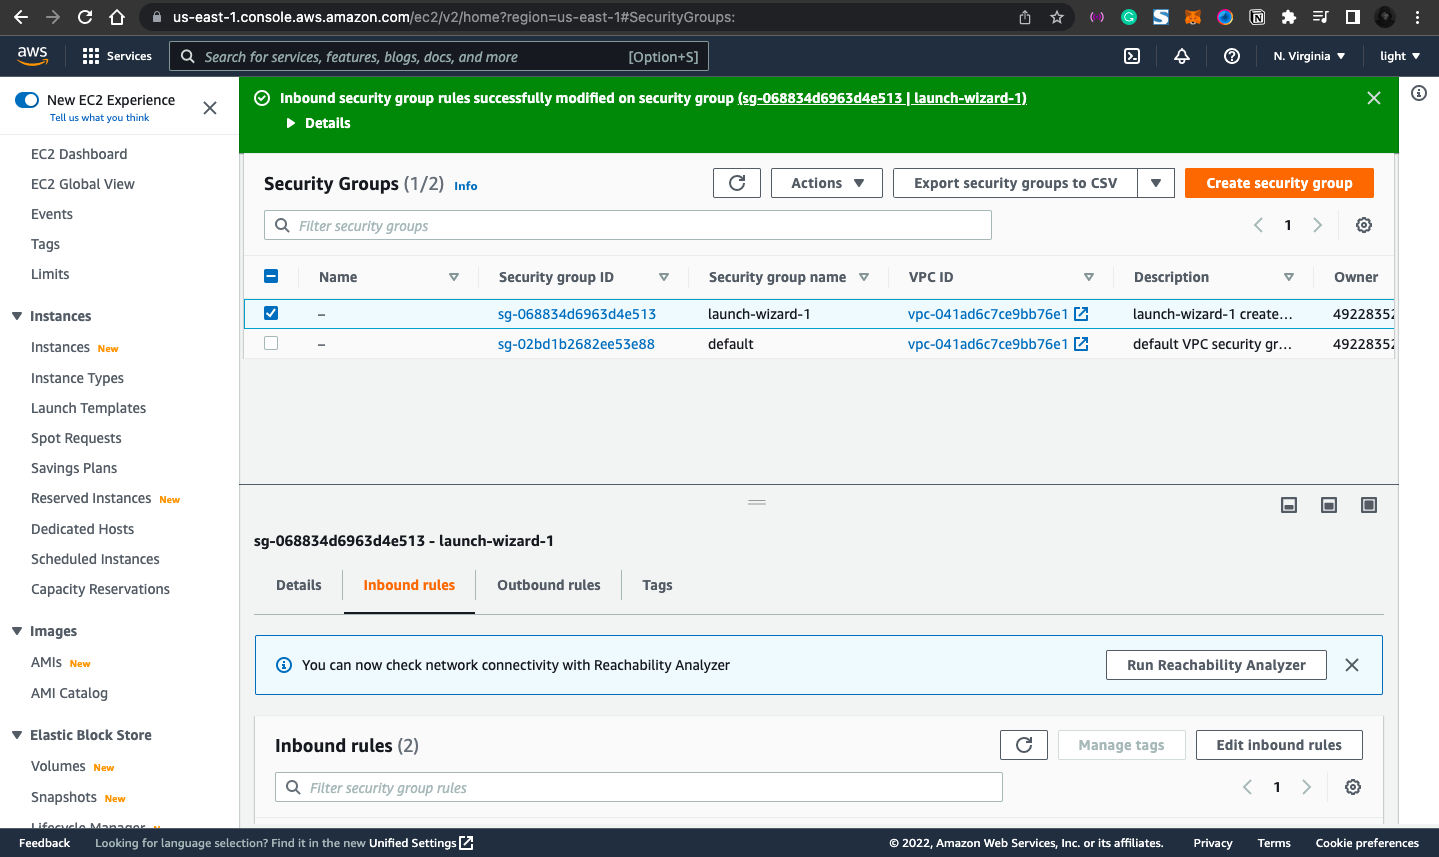 us-east-1.console.aws.amazon.com/ec2/v2/home?region=us-east-1#SecurityGroups:
aws Services Search for services, features, blogs, docs, and more [Option+S] N. Virginia light
New EC2 Experience
Tell us what you think
EC2 Dashboard
EC2 Global View
Events
Tags
Limits
Instances
Instances New
Instance Types
Launch Templates
Spot Requests
Savings Plans
Reserved Instances New
Dedicated Hosts
Scheduled Instances
Capacity Reservations
Images
AMIs New
AMI Catalog
Elastic Block Store
Volumes New
Snapshots New
Lifecycle Manager
Inbound security group rules successfully modified on security group (sg-068834d6963d4e513 | launch-wizard-1)
Details
Security Groups (1/2) Info Actions Export security groups to CSV Create security group
Filter security groups 1
Name Security group ID Security group name VPC ID Description Owner
– sg-068834d6963d4e513 launch-wizard-1 vpc-041ad6c7ce9bb76e1 launch-wizard-1 create... 49228352
– sg-02bd1b2682ee53e88 default vpc-041ad6c7ce9bb76e1 default VPC security gr... 49228352
sg-068834d6963d4e513 - launch-wizard-1
Details Inbound rules Outbound rules Tags
You can now check network connectivity with Reachability Analyzer Run Reachability Analyzer
Inbound rules (2) Manage tags Edit inbound rules
Filter security group rules 1
Feedback Looking for language selection? Find it in the new Unified Settings © 2022, Amazon Web Services, Inc. or its affiliates. Privacy Terms Cookie preferences